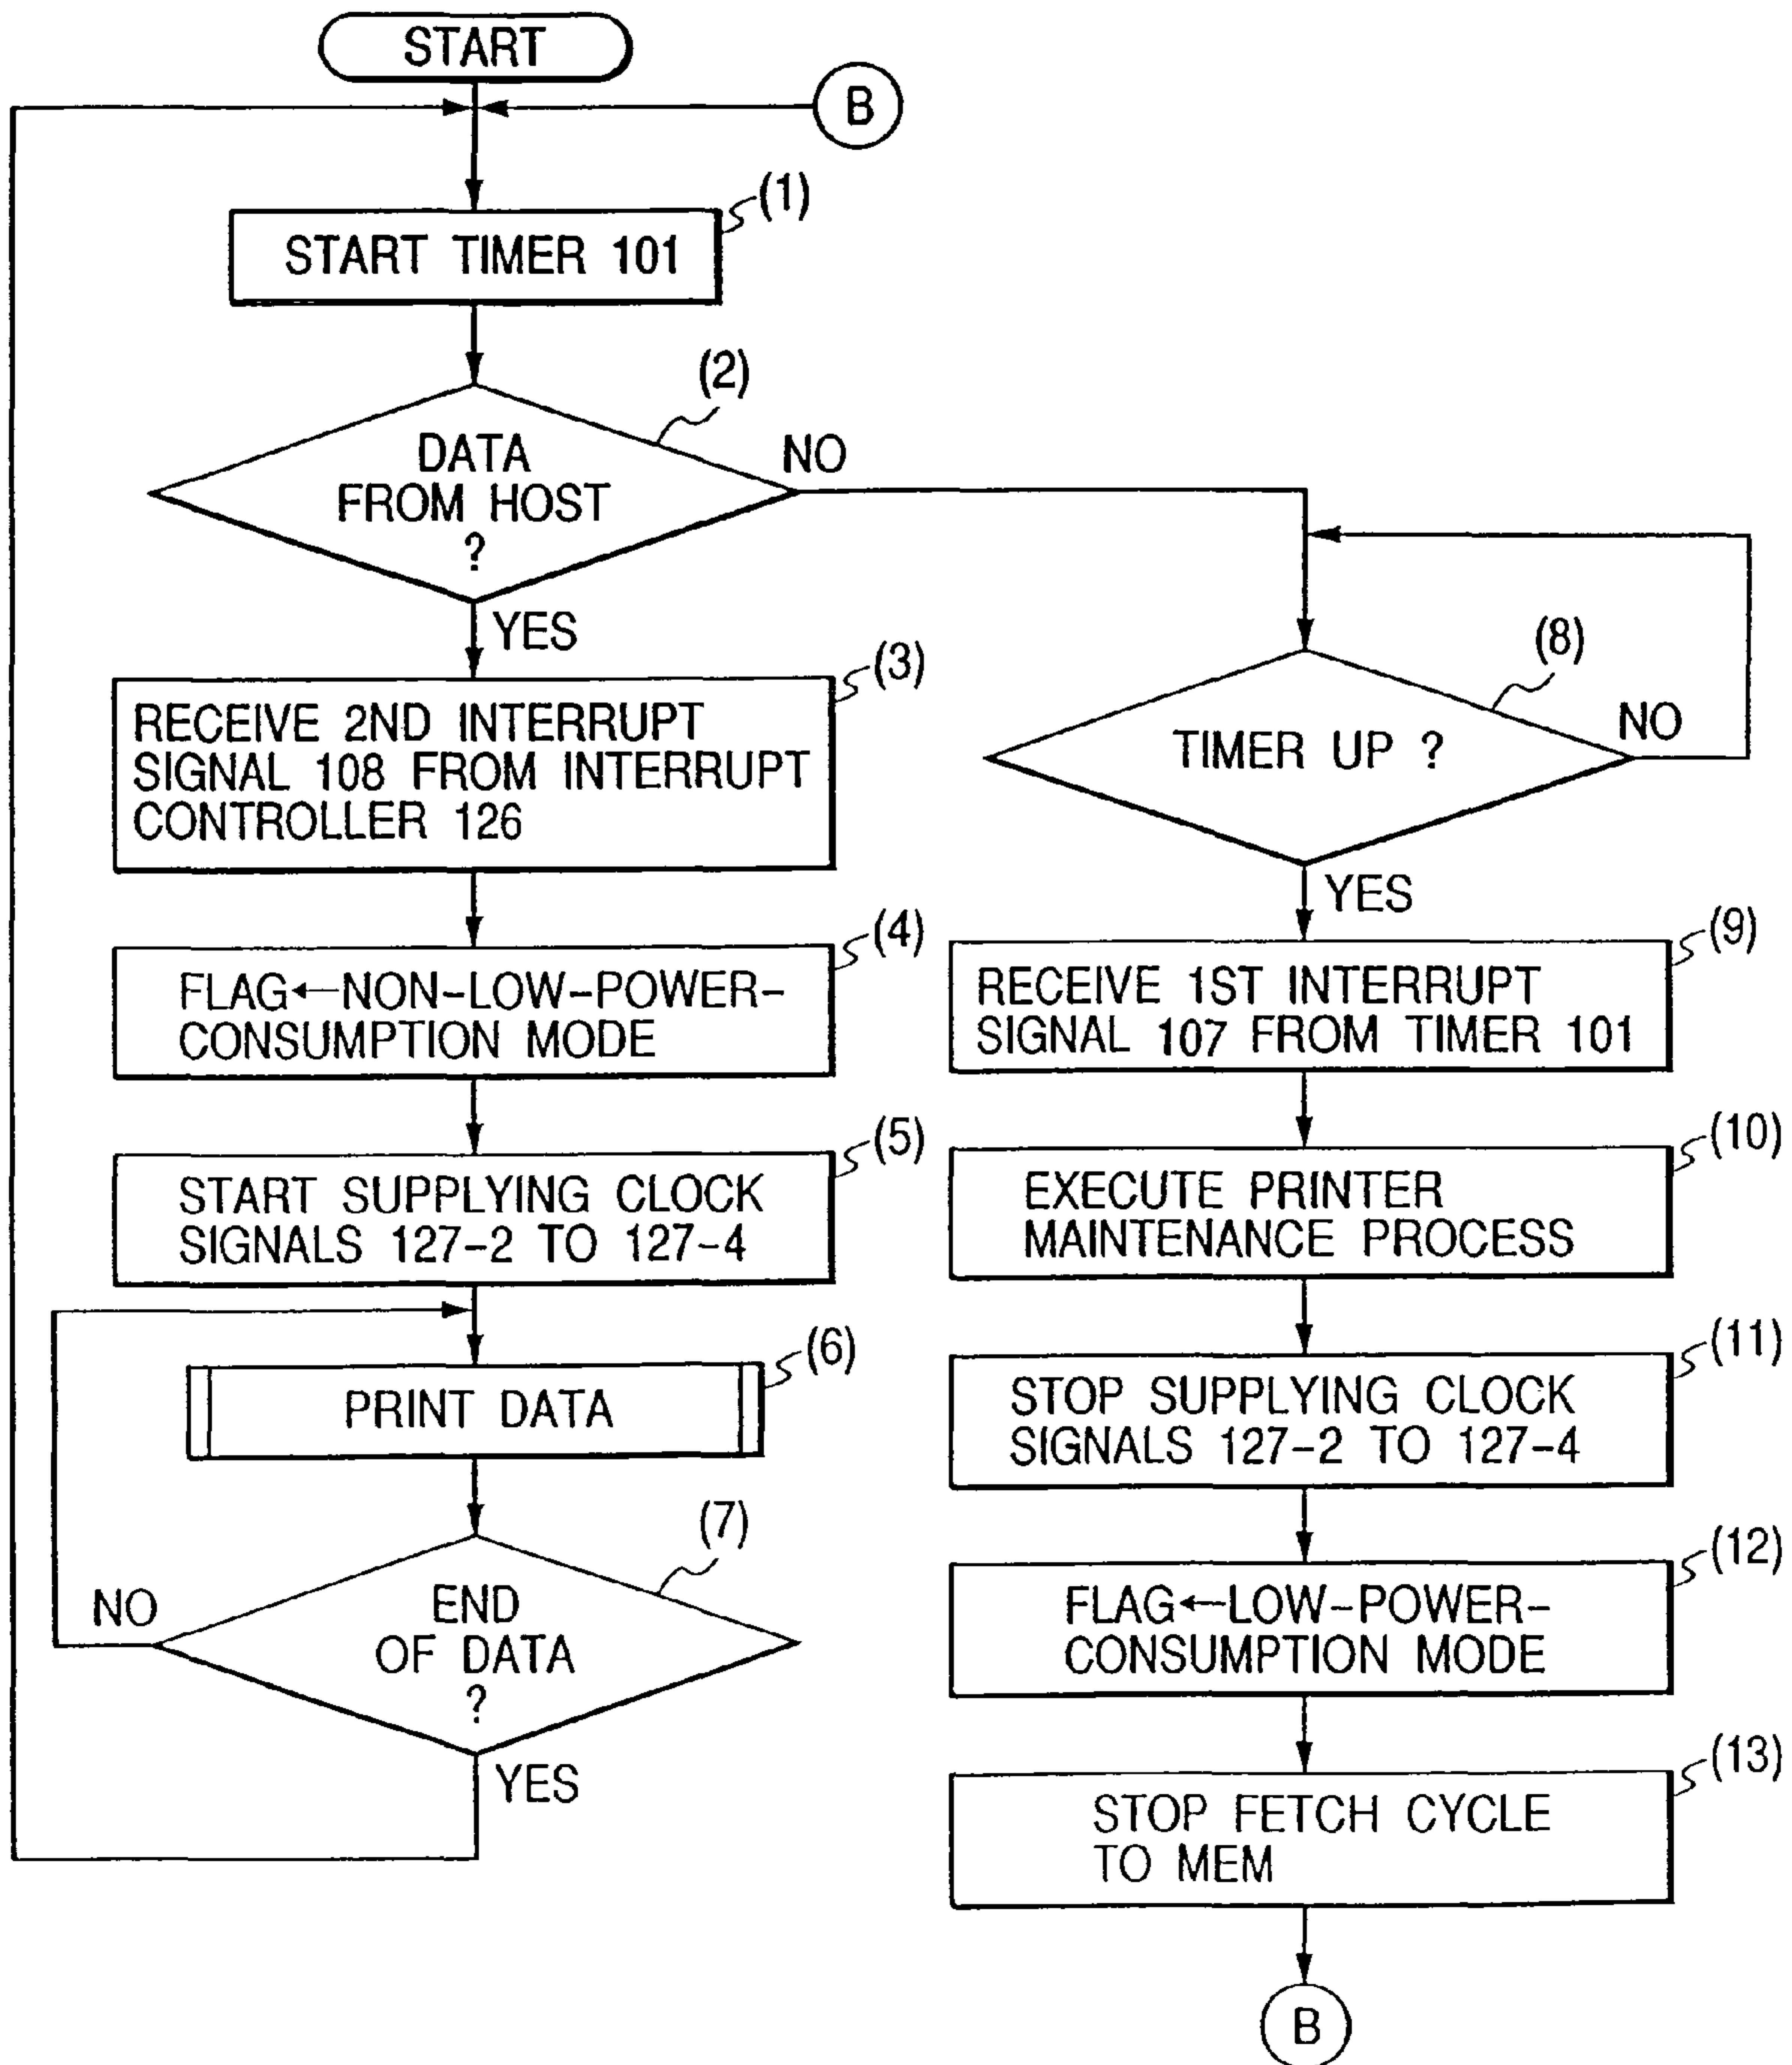 START
B
(1)
START TIMER 101
(2)
DATA
FROM HOST
?
NO
YES
(3)
RECEIVE 2ND INTERRUPT
SIGNAL 108 FROM INTERRUPT
CONTROLLER 126
(4)
FLAG←NON-LOW-POWER-
CONSUMPTION MODE
(5)
START SUPPLYING CLOCK
SIGNALS 127-2 TO 127-4
(6)
PRINT DATA
(7)
END
OF DATA
?
NO
YES
(8)
TIMER UP ?
NO
YES
(9)
RECEIVE 1ST INTERRUPT
SIGNAL 107 FROM TIMER 101
(10)
EXECUTE PRINTER
MAINTENANCE PROCESS
(11)
STOP SUPPLYING CLOCK
SIGNALS 127-2 TO 127-4
(12)
FLAG←LOW-POWER-
CONSUMPTION MODE
(13)
STOP FETCH CYCLE
TO MEM
B